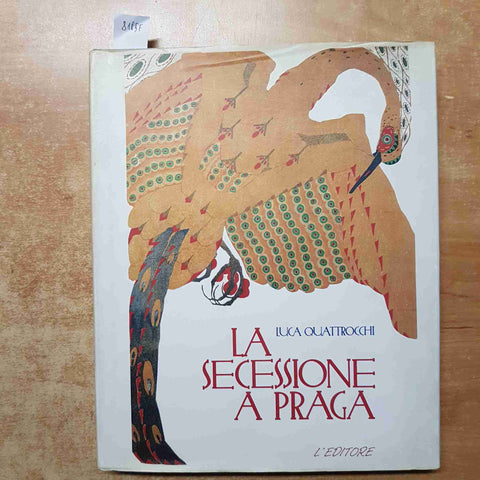 LUCA QUATTROCCHI
LA
SECESSIONE
A PRAGA
L'EDITORE